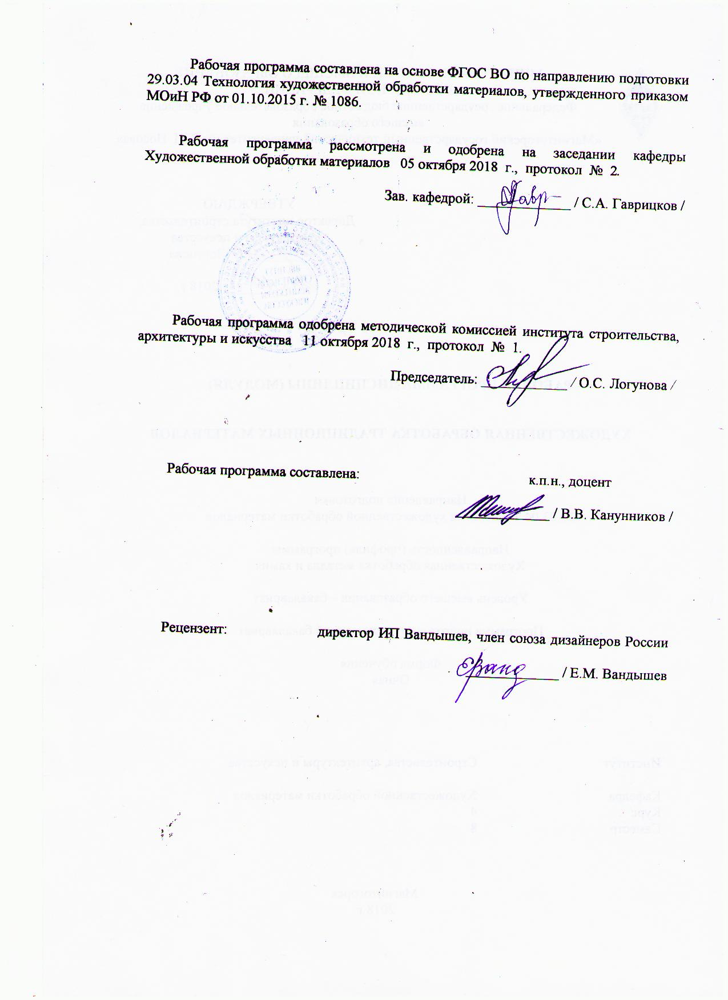 Рабочая программа составлена на основе ФГОС ВО по направлению подготовки
29.03.04 Технология художественной обработки материалов, утвержденного приказом
МОиН РФ от 01.10.2015 г. № 1086.
Рабочая программа рассмотрена и одобрена на заседании кафедры
Художественной обработки материалов 05 октября 2018 г., протокол № 2.
Зав. кафедрой: ____________ / С.А. Гаврицков /
Рабочая программа одобрена методической комиссией института строительства,
архитектуры и искусства 11 октября 2018 г., протокол № 1.
Председатель: ____________ / О.С. Логунова /
Рабочая программа составлена:
к.п.н., доцент
____________ / В.В. Канунников /
Рецензент: директор ИП Вандышев, член союза дизайнеров России
____________ / Е.М. Вандышев